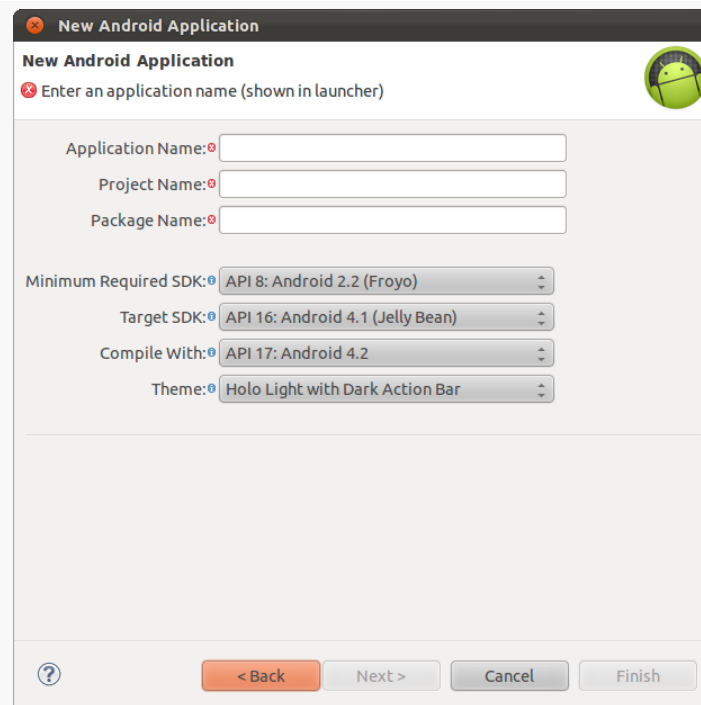 New Android Application
New Android Application
Enter an application name (shown in launcher)
Application Name:
Project Name:
Package Name:
Minimum Required SDK: API 8: Android 2.2 (Froyo)
Target SDK: API 16: Android 4.1 (Jelly Bean)
Compile With: API 17: Android 4.2
Theme: Holo Light with Dark Action Bar
? < Back Next > Cancel Finish